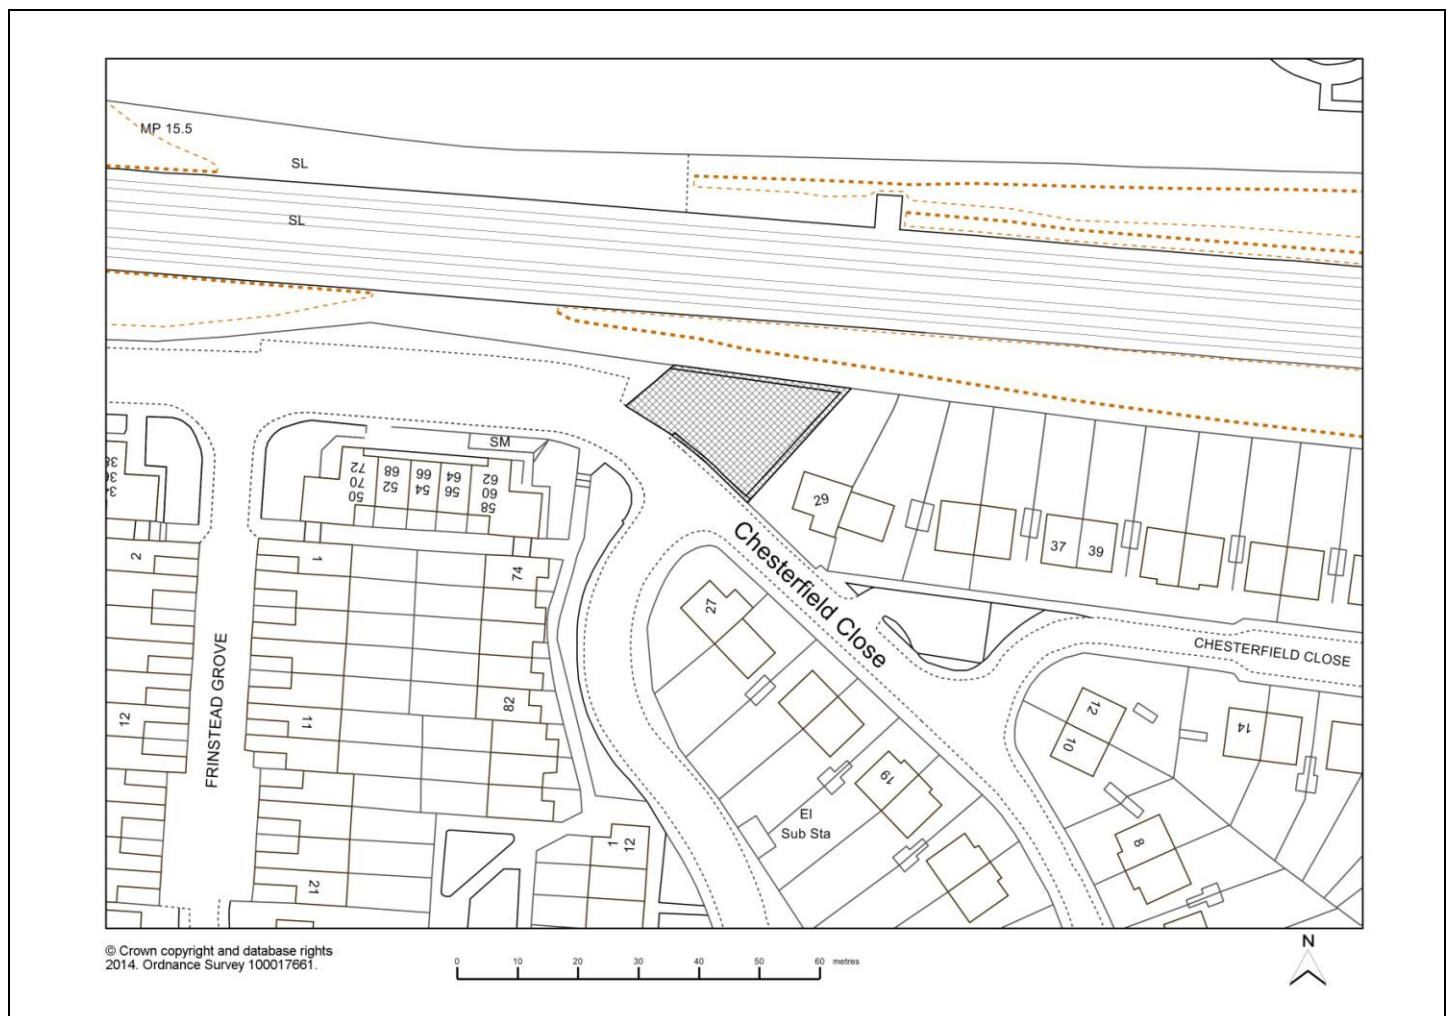 MP 15.5
SL
SL
SM
38
36
34
72
70
50
68
52
66
54
64
56
62
60
58
29
37
39
2
1
74
27
Chesterfield Close
CHESTERFIELD CLOSE
FRINSTEAD GROVE
12
11
82
12
10
14
19
El
Sub Sta
8
1
12
21
© Crown copyright and database rights
2014. Ordnance Survey 100017661.
0 10 20 30 40 50 60 metres
N